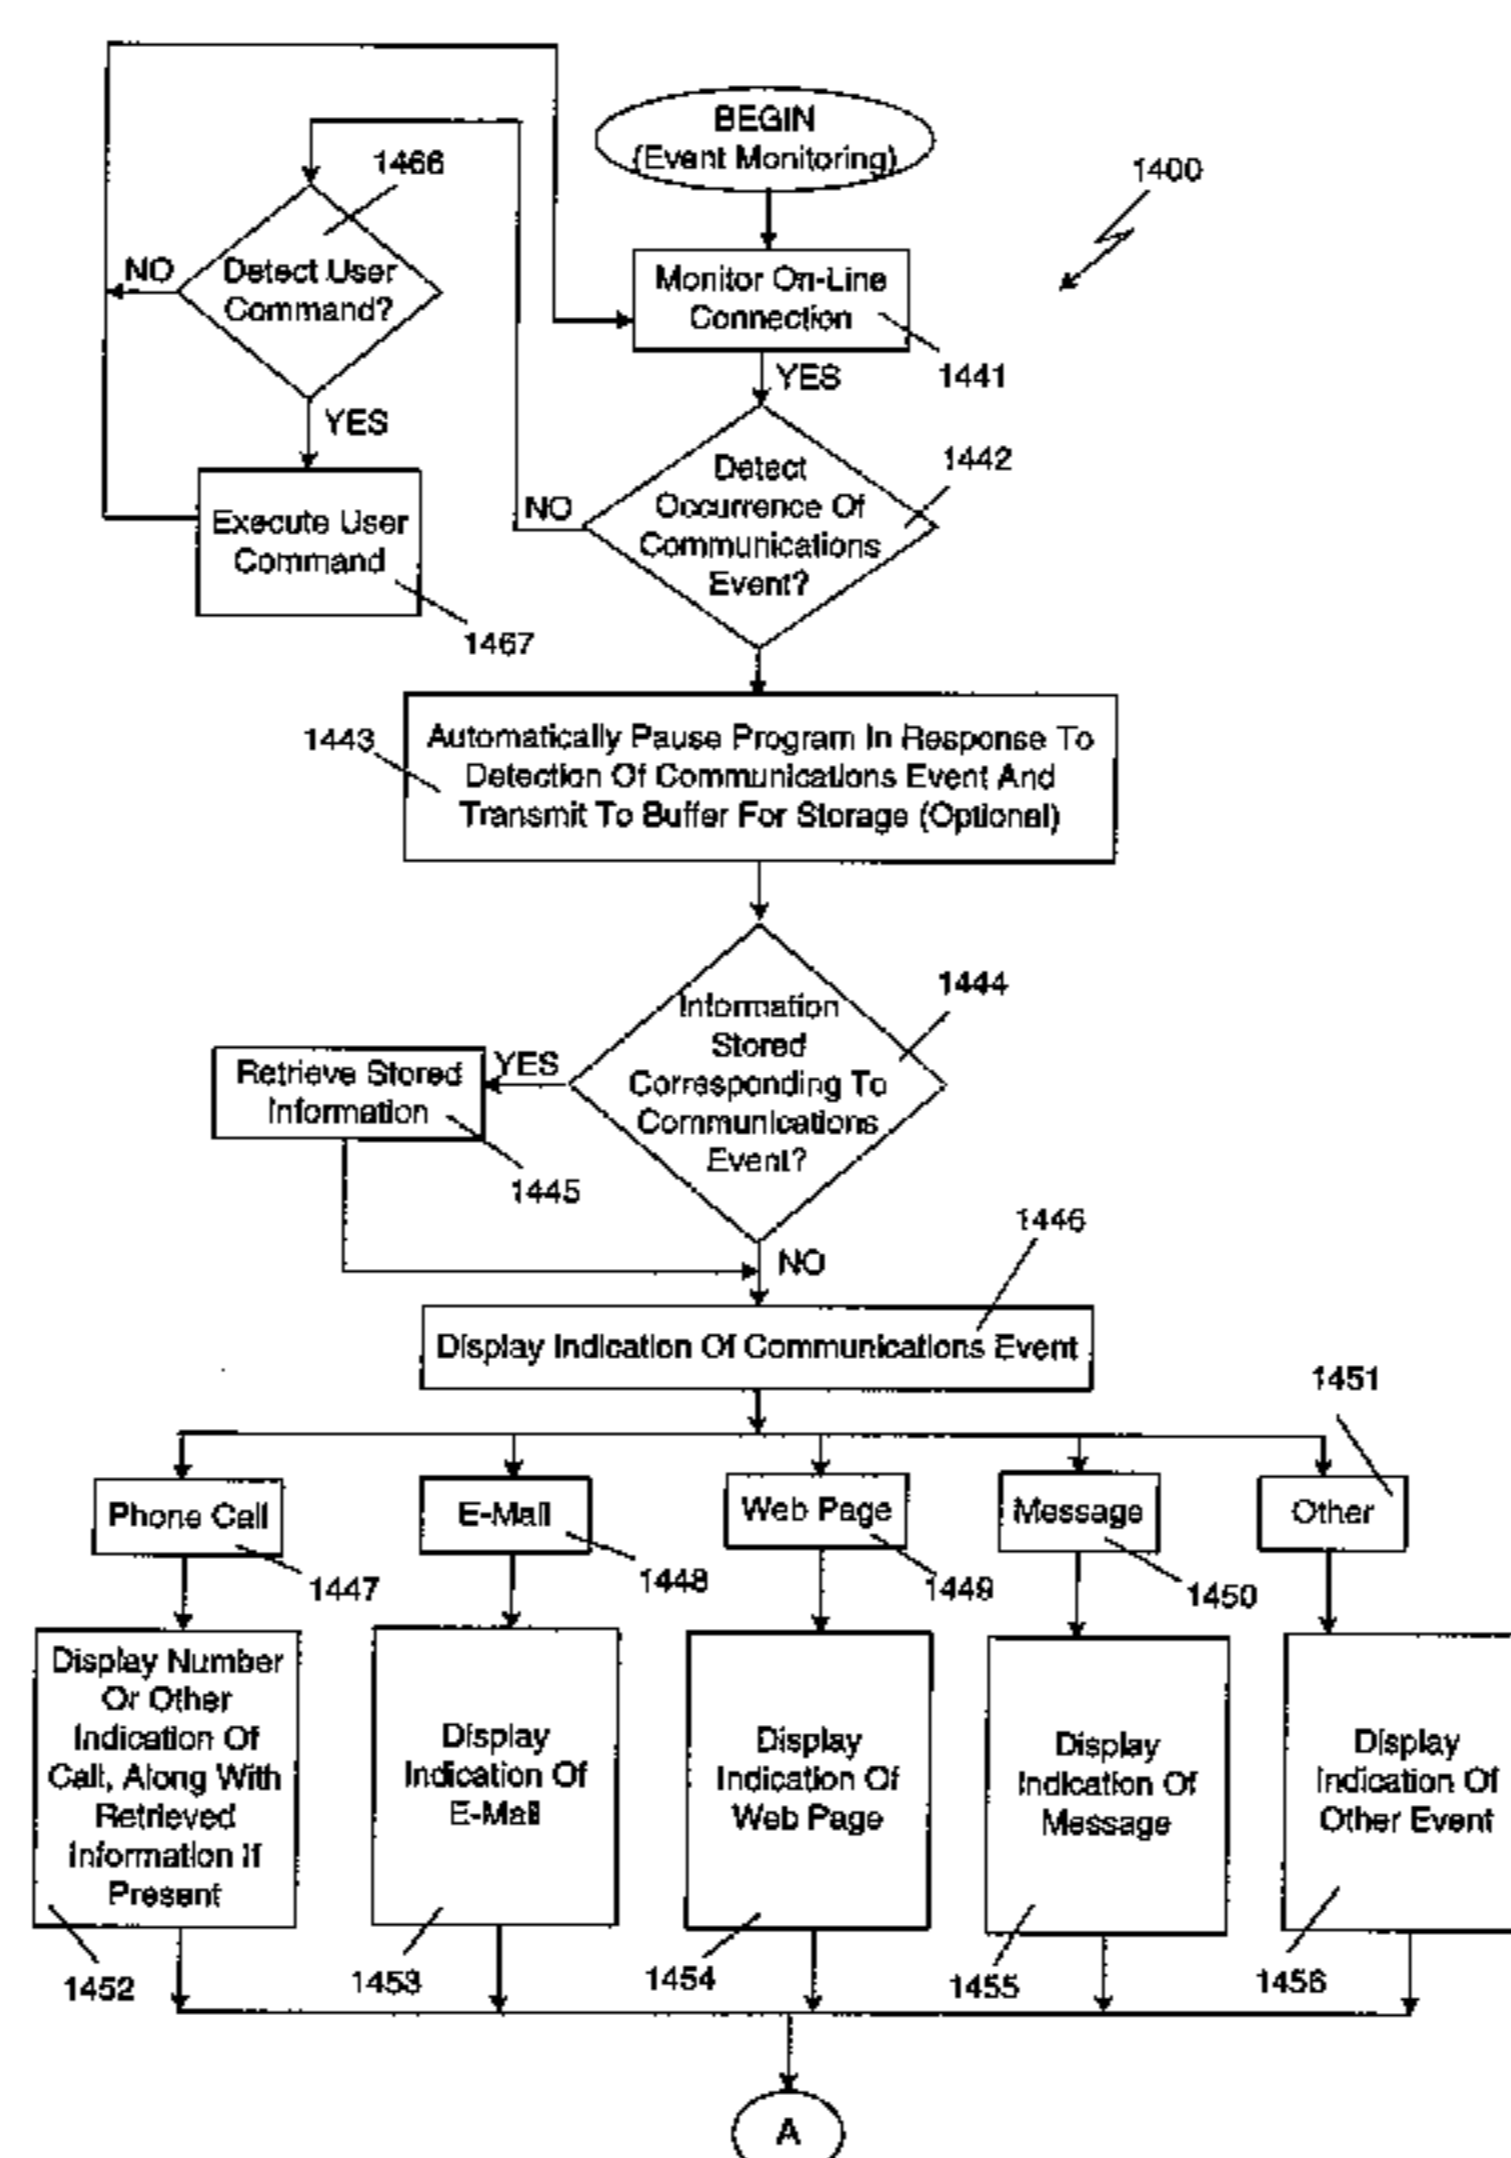 BEGIN
(Event Monitoring)
1400
1466
Detect User
Command?
NO
YES
Monitor On-Line
Connection
1441
YES
Detect
Occurrence Of
Communications
Event?
1442
NO
Execute User
Command
1467
1443
Automatically Pause Program In Response To
Detection Of Communications Event And
Transmit To Buffer For Storage (Optional)
1444
Information
Stored
Corresponding To
Communications
Event?
YES
Retrieve Stored
Information
1445
NO
1446
Display Indication Of Communications Event
1451
Phone Call
E-Mail
Web Page
Message
Other
1447
1448
1449
1450
Display Number
Or Other
Indication Of
Call, Along With
Retrieved
Information If
Present
Display
Indication Of
E-Mail
Display
Indication Of
Web Page
Display
Indication Of
Message
Display
Indication Of
Other Event
1452
1453
1454
1455
1456
A